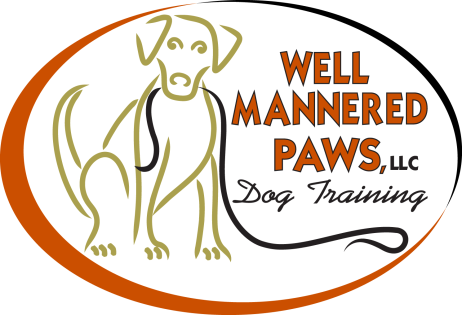 WELL
MANNERED
PAWS, LLC
Dog Training